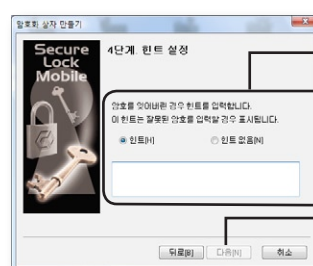 암호화 상자 만들기
Secure
Lock
Mobile
4단계. 힌트 설정
암호를 잊어버린 경우 힌트를 입력합니다.
이 힌트는 잘못된 암호를 입력할 경우 표시됩니다.
힌트[H]
힌트 없음[N]
뒤로[B]
다음[N]
취소